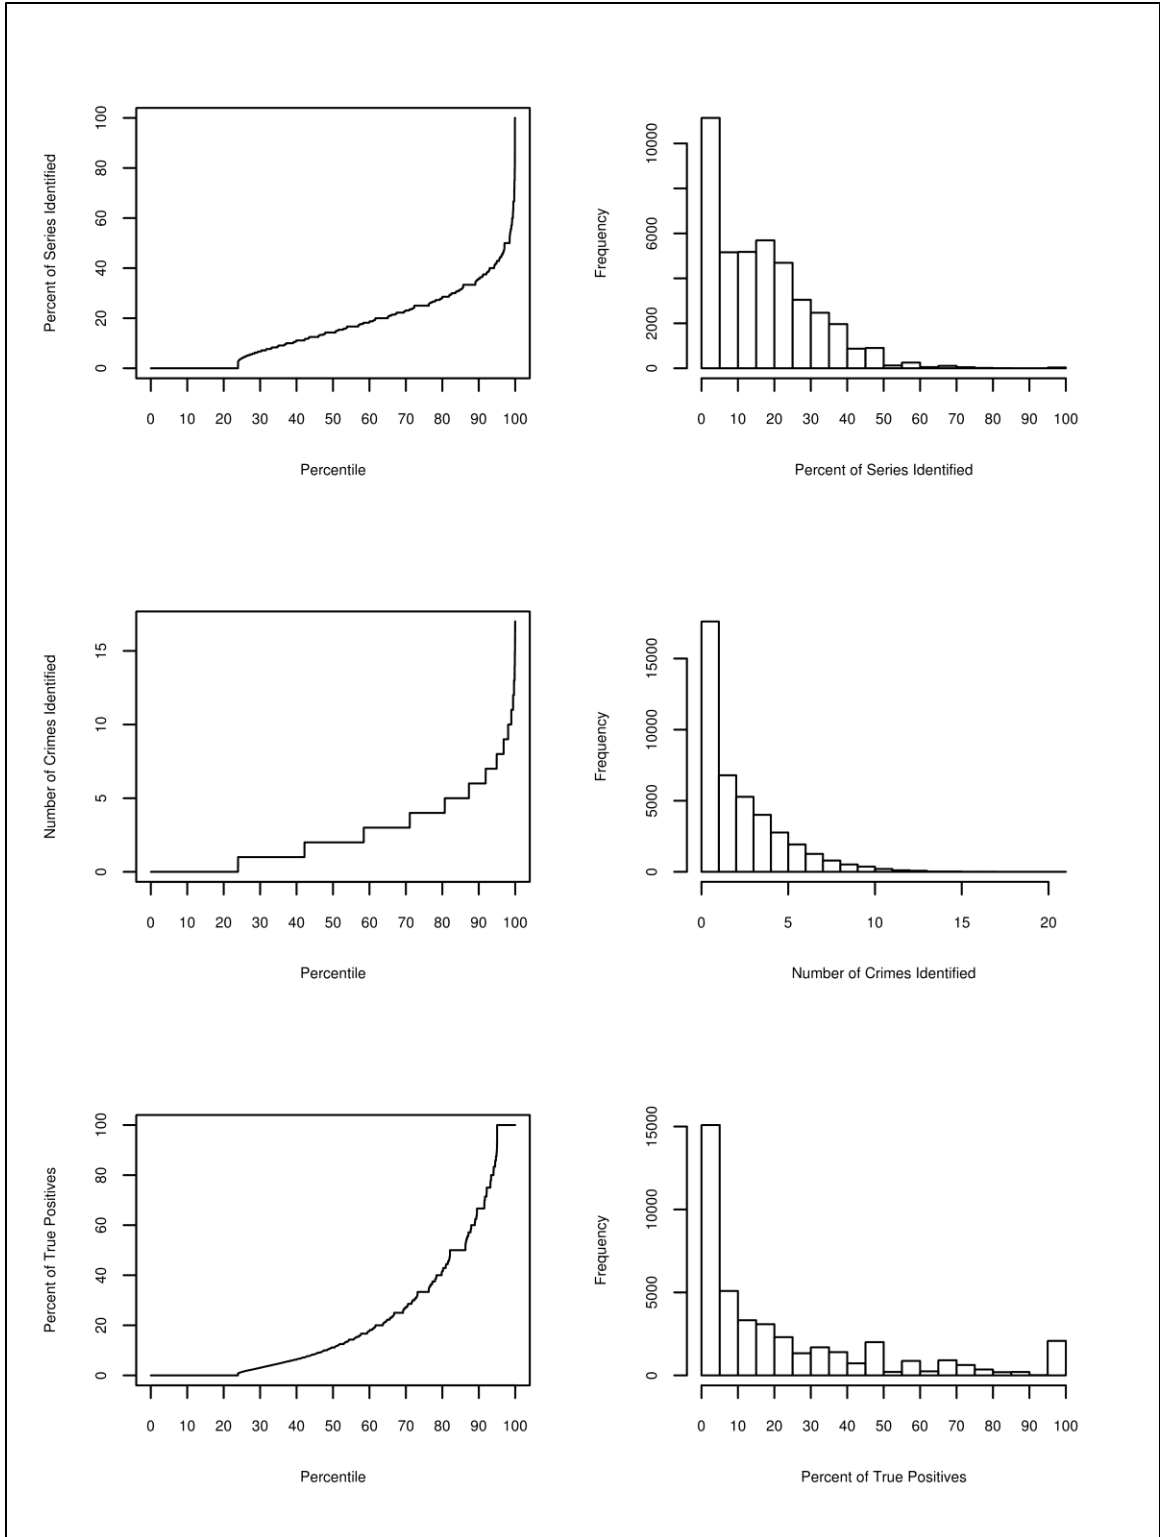 Percent of Series Identified
0 20 40 60 80 100
0 10 20 30 40 50 60 70 80 90 100
Percentile
Frequency
0 2000 6000 10000
0 10 20 30 40 50 60 70 80 90 100
Percent of Series Identified
Number of Crimes Identified
0 5 10 15
0 10 20 30 40 50 60 70 80 90 100
Percentile
Frequency
0 5000 10000 15000
0 5 10 15 20
Number of Crimes Identified
Percent of True Positives
0 20 40 60 80 100
0 10 20 30 40 50 60 70 80 90 100
Percentile
Frequency
0 5000 10000 15000
0 10 20 30 40 50 60 70 80 90 100
Percent of True Positives